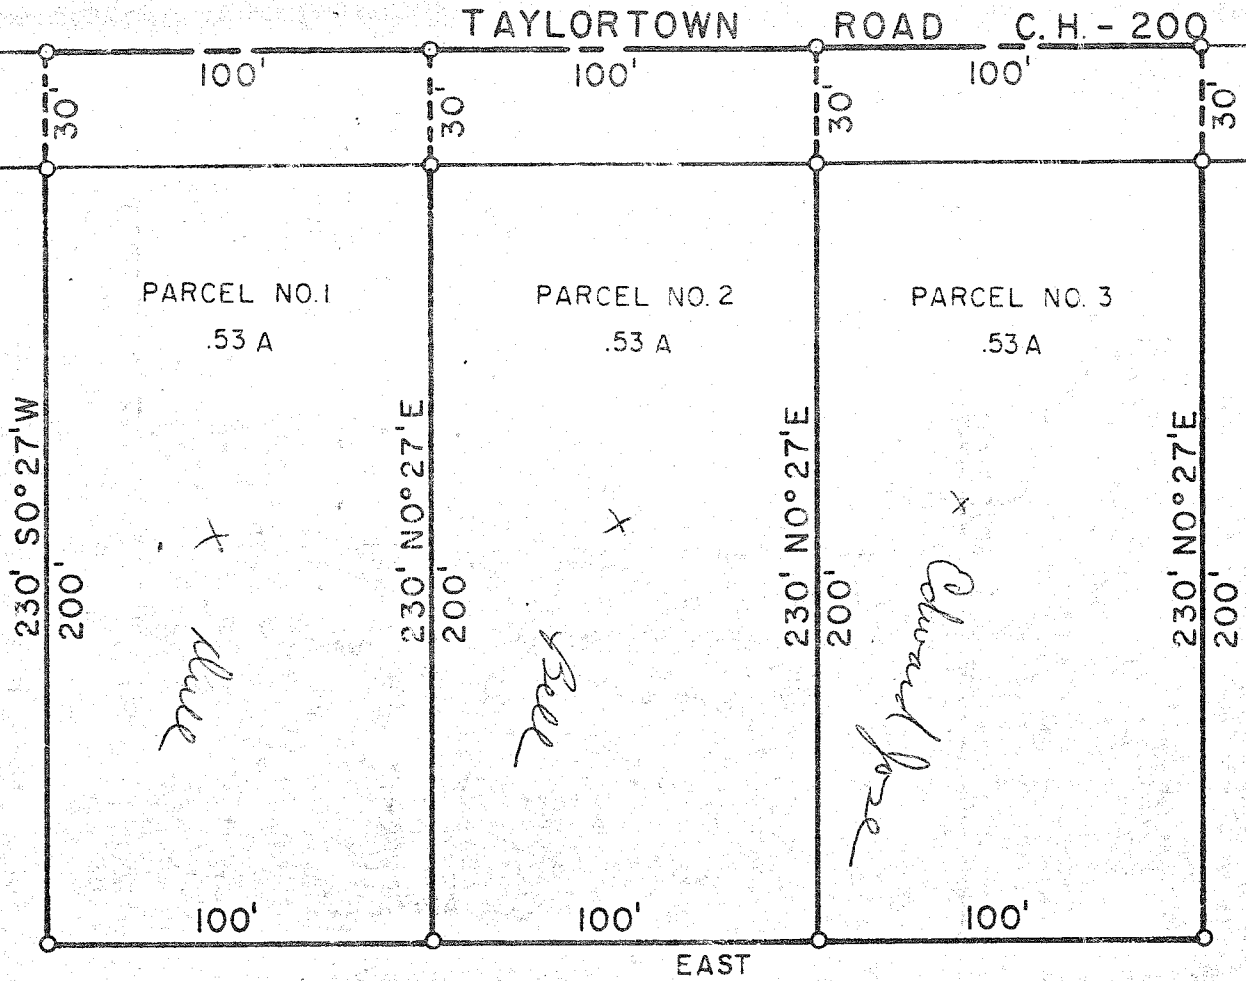 TAYLORTOWN ROAD C.H.-200
100' 100' 100'
30' 30' 30' 30'
PARCEL NO.1
.53 A
PARCEL NO. 2
.53 A
PARCEL NO. 3
.53 A
230' S0°27'W
200'
230' N0°27'E
200'
230' N0°27'E
200'
230' N0°27'E
200'
x
x
Bell
x
Edward
100' 100' 100'
EAST